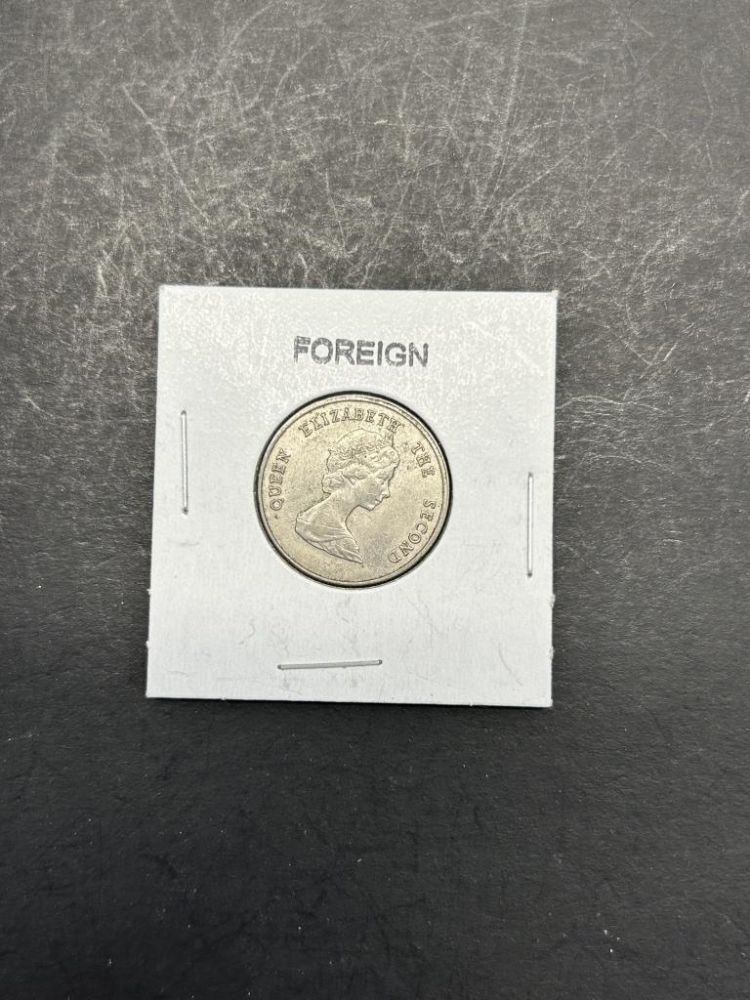 FOREIGN
QUEEN ELIZABETH THE SECOND